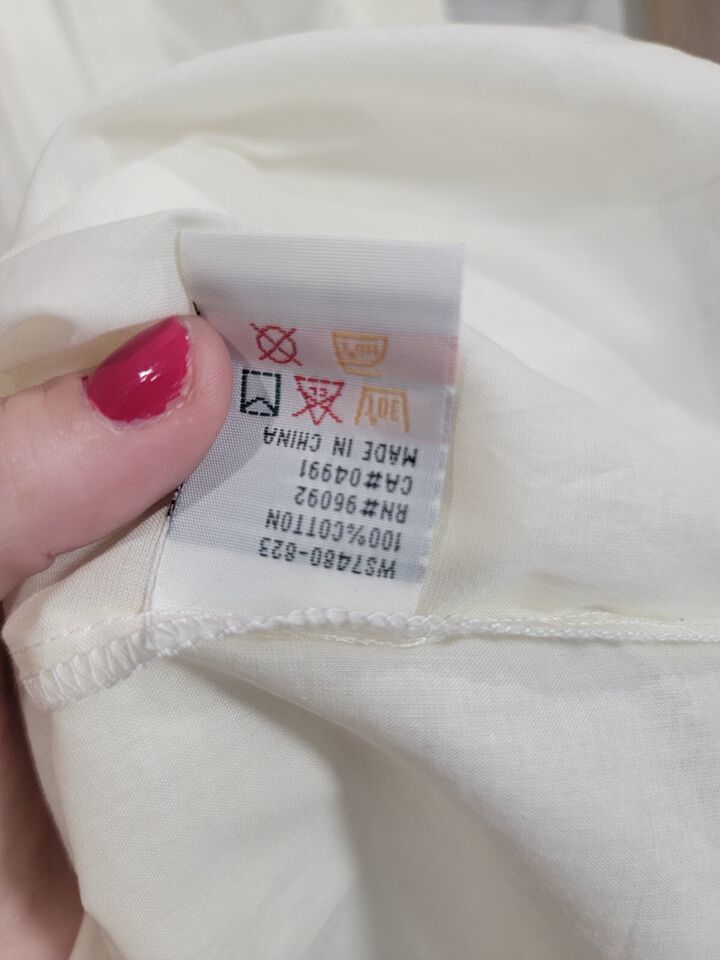 WS7480-823
100%COTTON
RN#96092
CA#04991
MADE IN CHINA